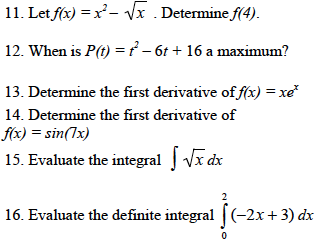 11. Let f(x) = x² – √x . Determine f(4).
12. When is P(t) = t² – 6t + 16 a maximum?
13. Determine the first derivative of f(x) = xeˣ
14. Determine the first derivative of
f(x) = sin(7x)
15. Evaluate the integral ∫ √x dx
16. Evaluate the definite integral ∫₀² (–2x + 3) dx